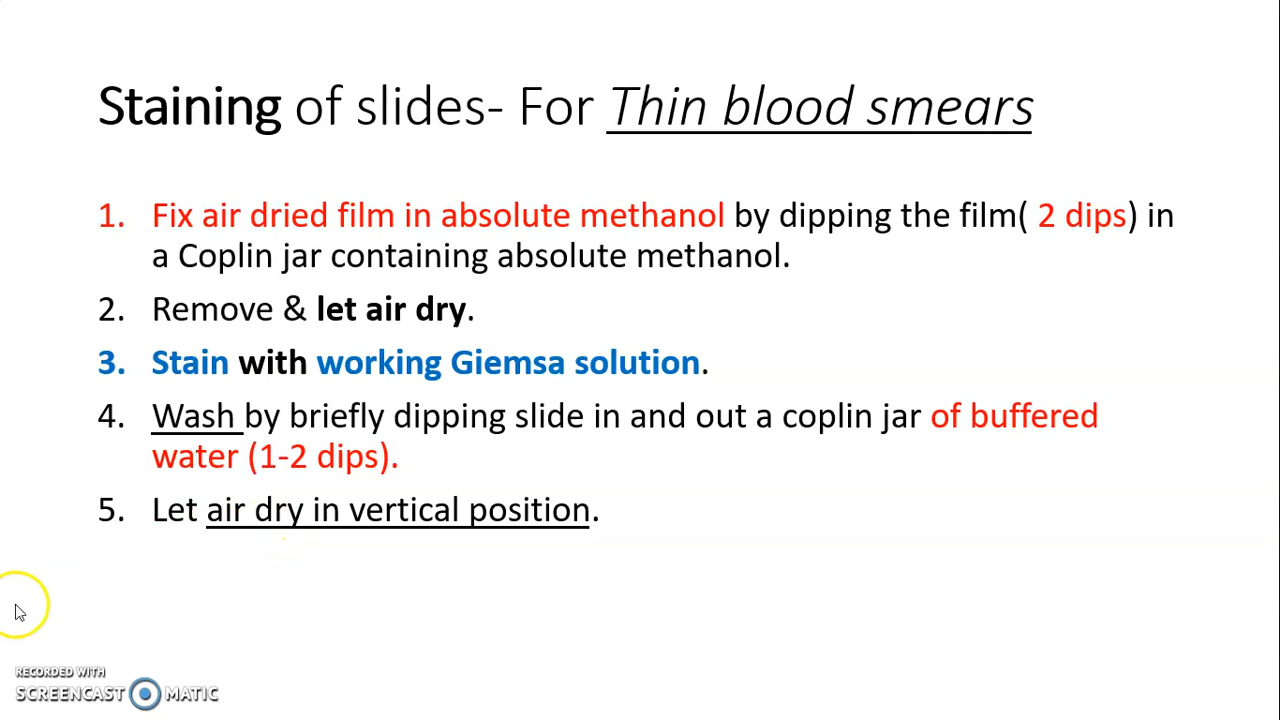 Staining of slides- For Thin blood smears
1. Fix air dried film in absolute methanol by dipping the film( 2 dips) in
a Coplin jar containing absolute methanol.
2. Remove & let air dry.
3. Stain with working Giemsa solution.
4. Wash by briefly dipping slide in and out a coplin jar of buffered
water (1-2 dips).
5. Let air dry in vertical position.
RECORDED WITH
SCREENCAST MATIC